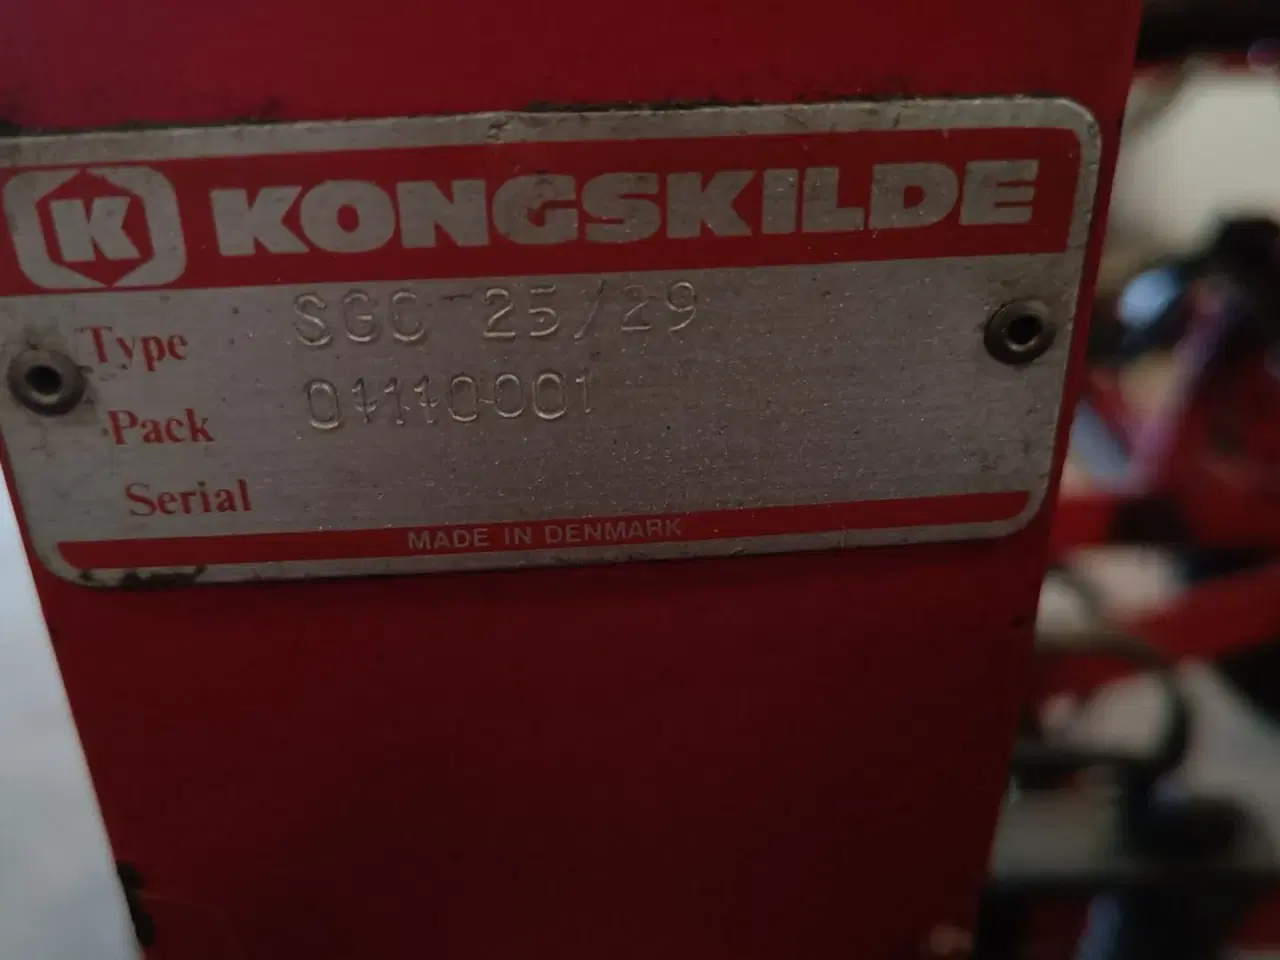 K KONGSKILDE
Type SGC 25/29
Pack 01110001
Serial
MADE IN DENMARK